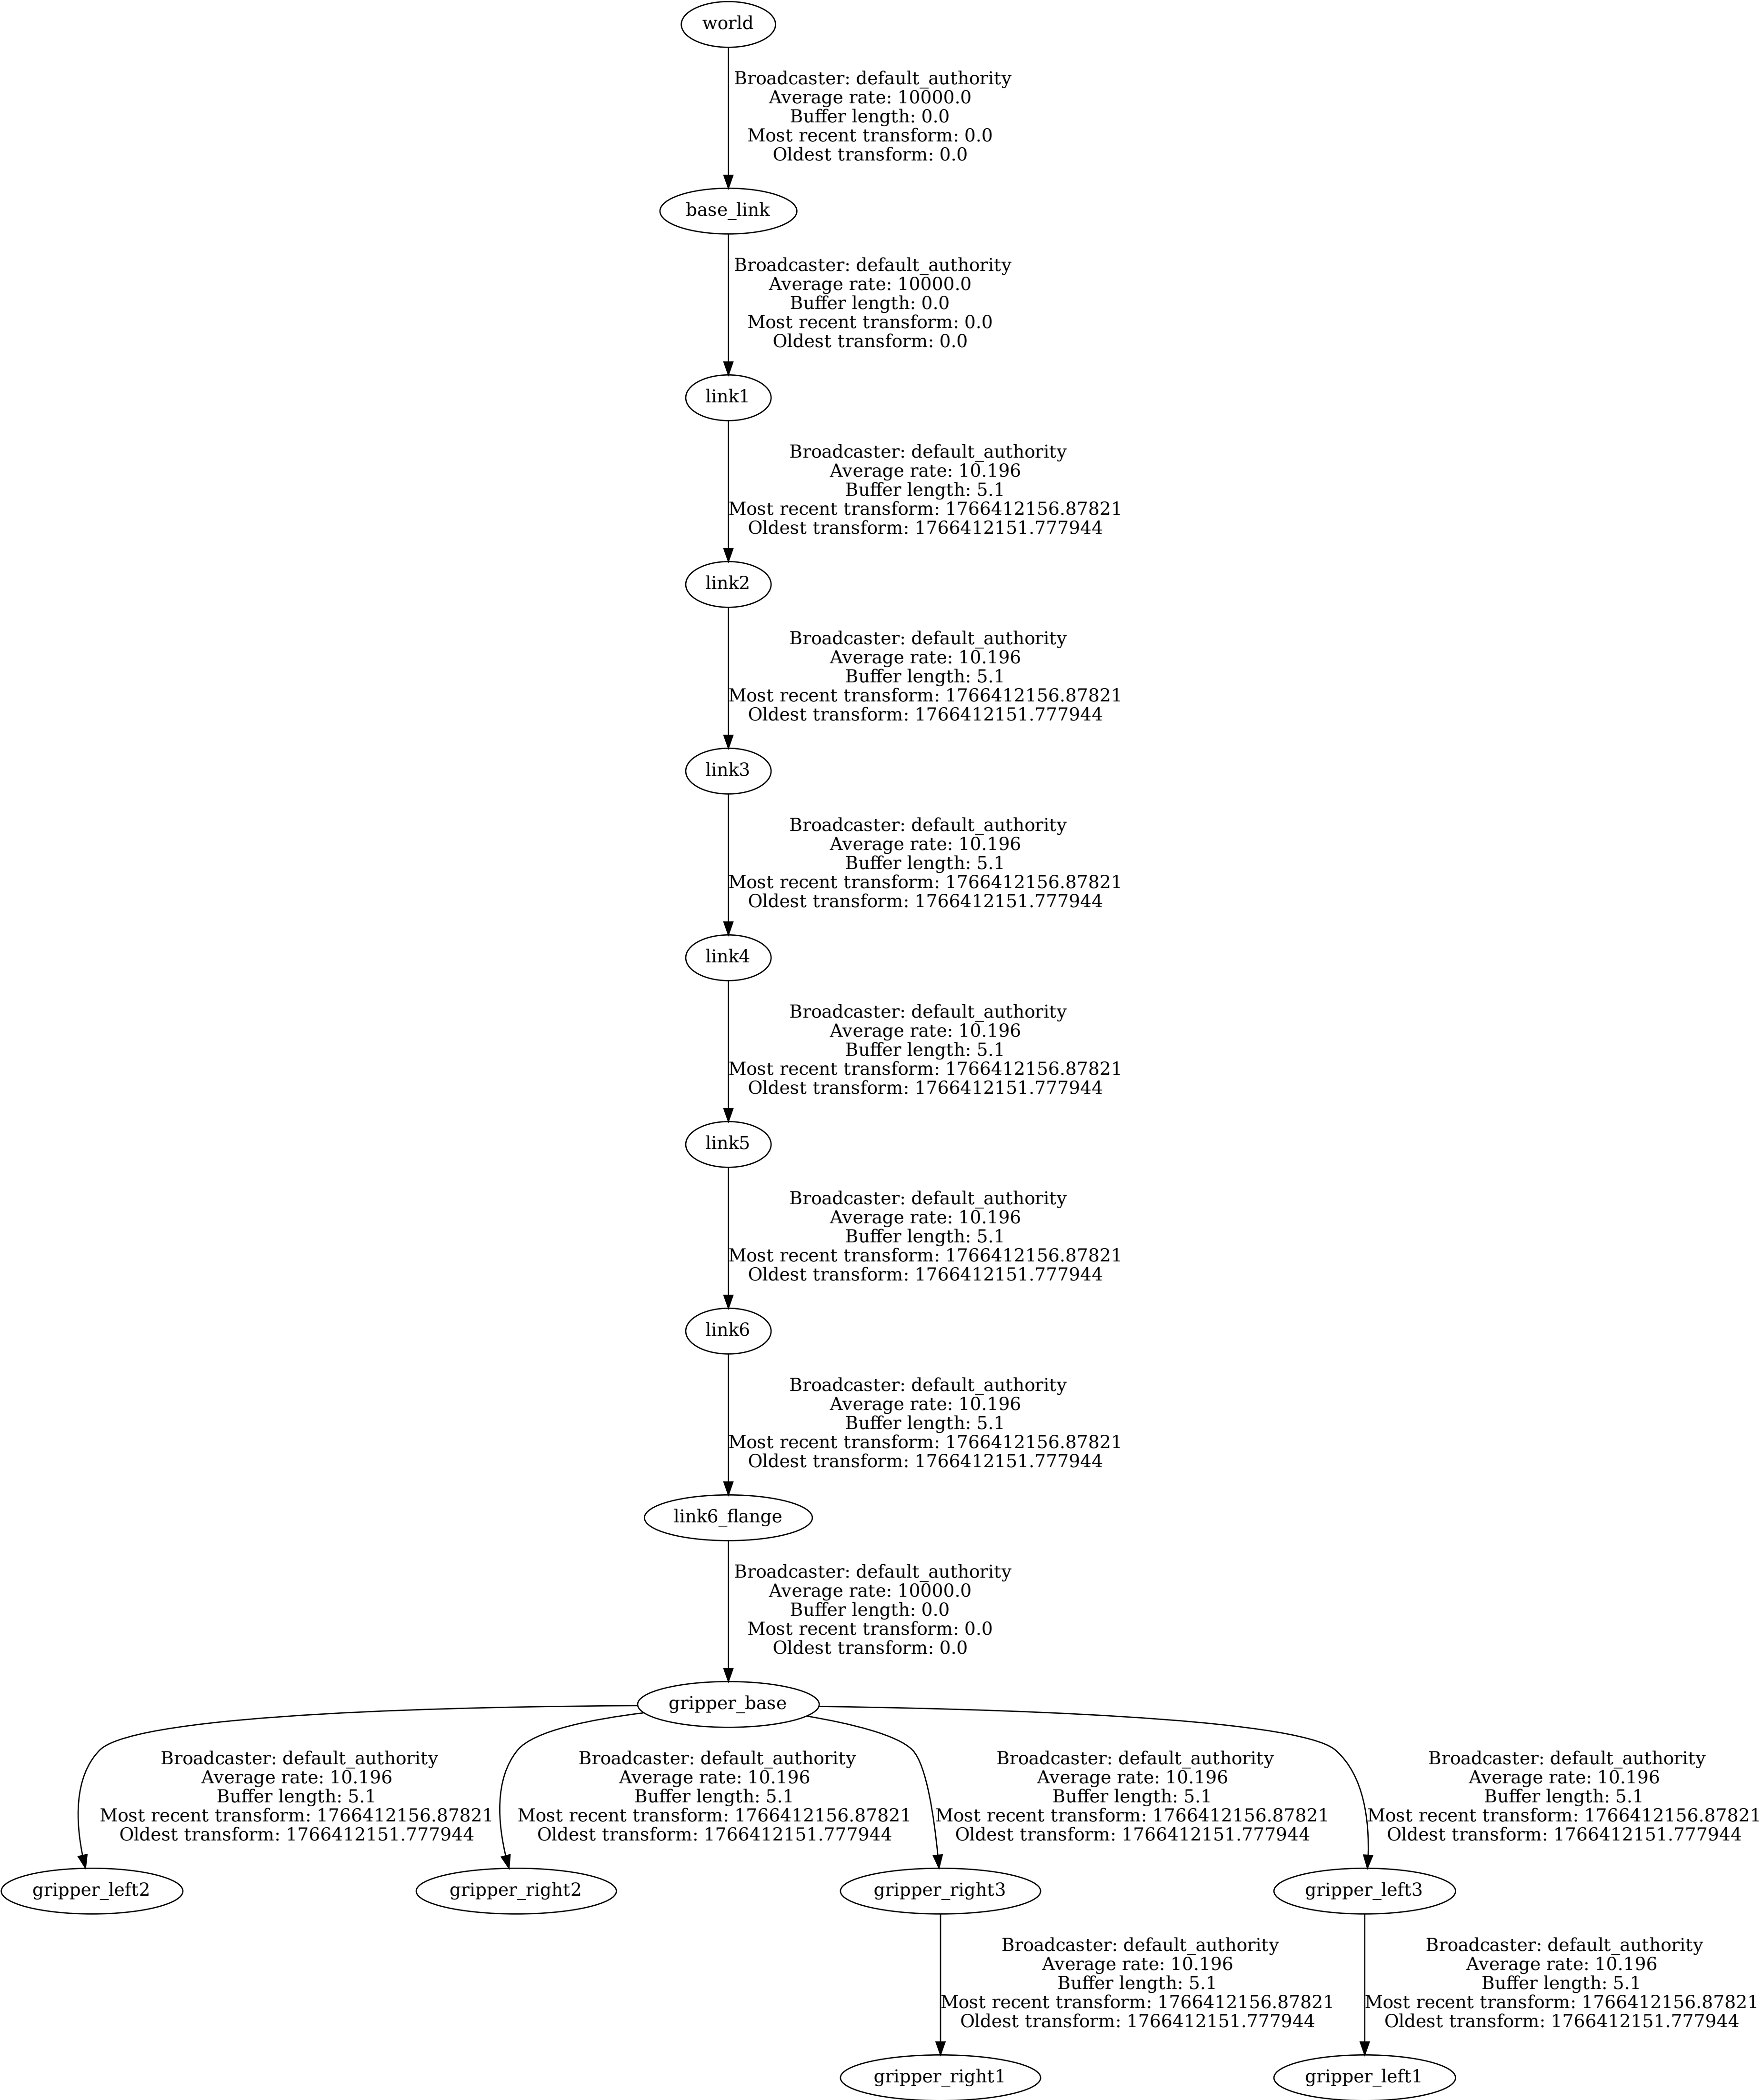 world
Broadcaster: default_authority
Average rate: 10000.0
Buffer length: 0.0
Most recent transform: 0.0
Oldest transform: 0.0
base_link
Broadcaster: default_authority
Average rate: 10000.0
Buffer length: 0.0
Most recent transform: 0.0
Oldest transform: 0.0
link1
Broadcaster: default_authority
Average rate: 10.196
Buffer length: 5.1
Most recent transform: 1766412156.87821
Oldest transform: 1766412151.777944
link2
Broadcaster: default_authority
Average rate: 10.196
Buffer length: 5.1
Most recent transform: 1766412156.87821
Oldest transform: 1766412151.777944
link3
Broadcaster: default_authority
Average rate: 10.196
Buffer length: 5.1
Most recent transform: 1766412156.87821
Oldest transform: 1766412151.777944
link4
Broadcaster: default_authority
Average rate: 10.196
Buffer length: 5.1
Most recent transform: 1766412156.87821
Oldest transform: 1766412151.777944
link5
Broadcaster: default_authority
Average rate: 10.196
Buffer length: 5.1
Most recent transform: 1766412156.87821
Oldest transform: 1766412151.777944
link6
Broadcaster: default_authority
Average rate: 10.196
Buffer length: 5.1
Most recent transform: 1766412156.87821
Oldest transform: 1766412151.777944
link6_flange
Broadcaster: default_authority
Average rate: 10000.0
Buffer length: 0.0
Most recent transform: 0.0
Oldest transform: 0.0
gripper_base
Broadcaster: default_authority
Average rate: 10.196
Buffer length: 5.1
Most recent transform: 1766412156.87821
Oldest transform: 1766412151.777944
Broadcaster: default_authority
Average rate: 10.196
Buffer length: 5.1
Most recent transform: 1766412156.87821
Oldest transform: 1766412151.777944
Broadcaster: default_authority
Average rate: 10.196
Buffer length: 5.1
Most recent transform: 1766412156.87821
Oldest transform: 1766412151.777944
Broadcaster: default_authority
Average rate: 10.196
Buffer length: 5.1
Most recent transform: 1766412156.87821
Oldest transform: 1766412151.777944
gripper_left2
gripper_right2
gripper_right3
gripper_left3
Broadcaster: default_authority
Average rate: 10.196
Buffer length: 5.1
Most recent transform: 1766412156.87821
Oldest transform: 1766412151.777944
Broadcaster: default_authority
Average rate: 10.196
Buffer length: 5.1
Most recent transform: 1766412156.87821
Oldest transform: 1766412151.777944
gripper_right1
gripper_left1